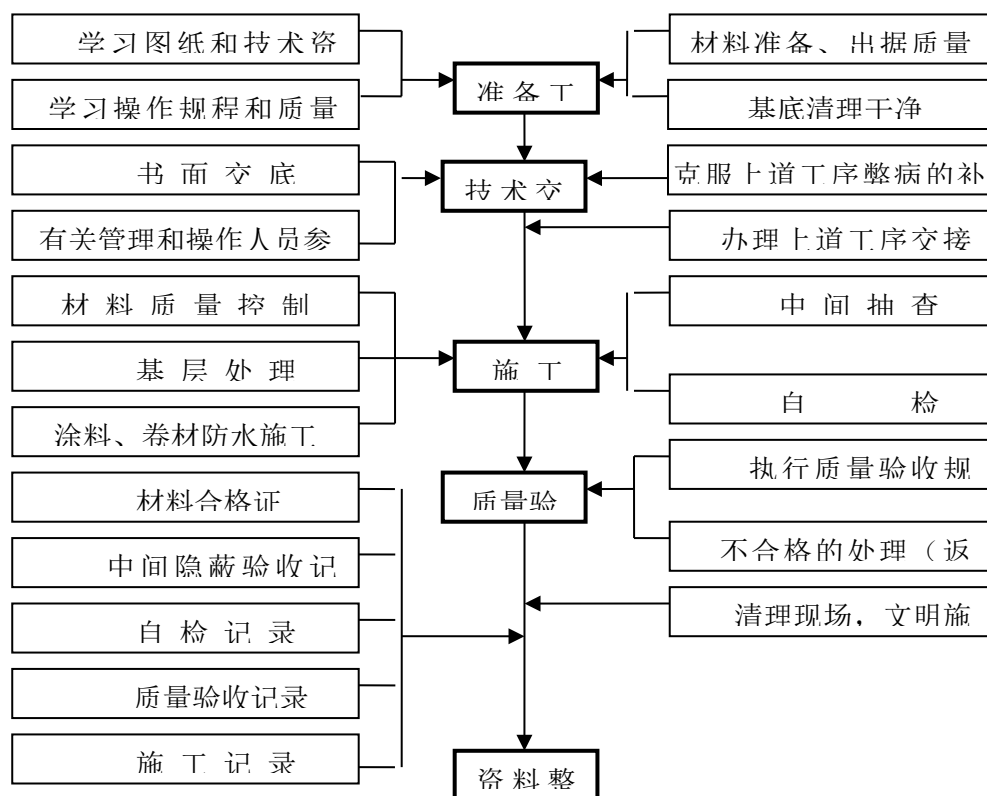 学习图纸和技术资
材料准备、出据质量
准备工
学习操作规程和质量
基底清理干净
书面交底
克服上道工序弊病的补
技术交
有关管理和操作人员参
办理上道工序交接
材料质量控制
中间抽查
施工
基层处理
自检
涂料、卷材防水施工
执行质量验收规
材料合格证
质量验
中间隐蔽验收记
不合格的处理（返
自检记录
清理现场，文明施
质量验收记录
施工记录
资料整